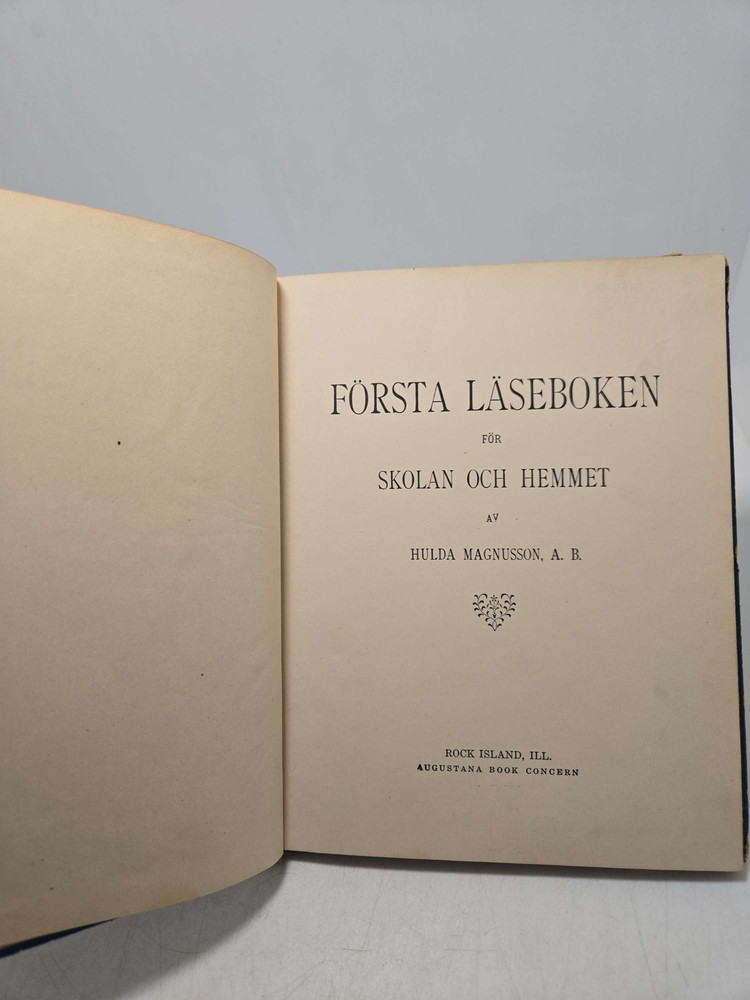 FÖRSTA LÄSEBOKEN
FÖR
SKOLAN OCH HEMMET
AV
HULDA MAGNUSSON, A. B.
ROCK ISLAND, ILL.
AUGUSTANA BOOK CONCERN